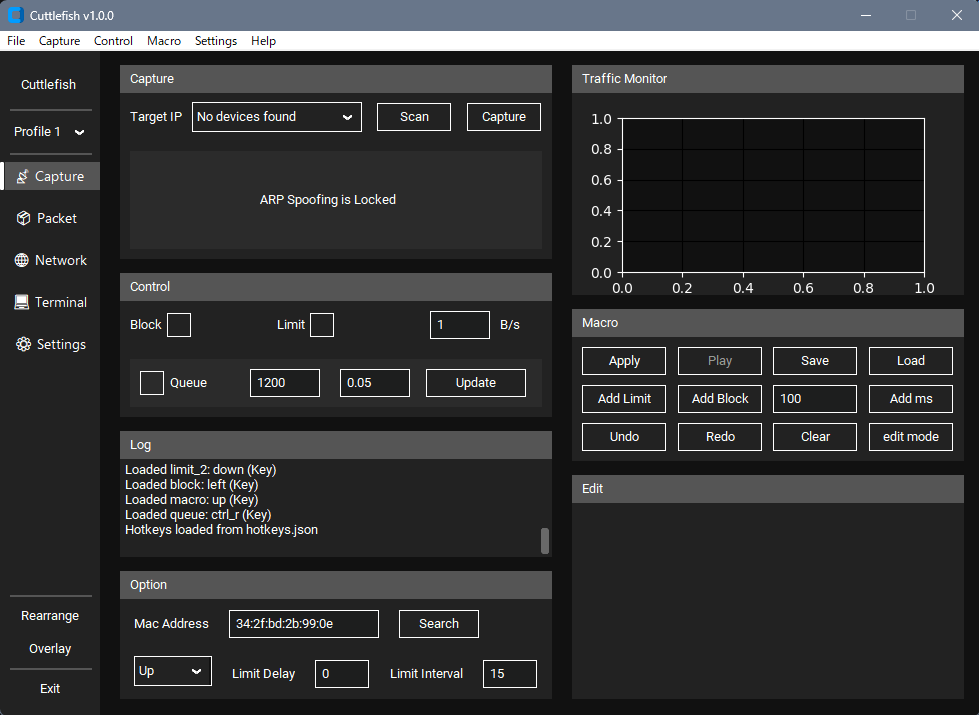 Cuttlefish v1.0.0
File Capture Control Macro Settings Help
Cuttlefish
Profile 1
Capture
Packet
Network
Terminal
Settings
Rearrange
Overlay
Exit
Capture
Target IP No devices found Scan Capture
ARP Spoofing is Locked
Control
Block Limit 1 B/s
Queue 1200 0.05 Update
Log
Loaded limit_2: down (Key)
Loaded block: left (Key)
Loaded macro: up (Key)
Loaded queue: ctrl_r (Key)
Hotkeys loaded from hotkeys.json
Option
Mac Address 34:2f:bd:2b:99:0e Search
Up Limit Delay 0 Limit Interval 15
Traffic Monitor
1.0
0.8
0.6
0.4
0.2
0.0
0.0 0.2 0.4 0.6 0.8 1.0
Macro
Apply Play Save Load
Add Limit Add Block 100 Add ms
Undo Redo Clear edit mode
Edit